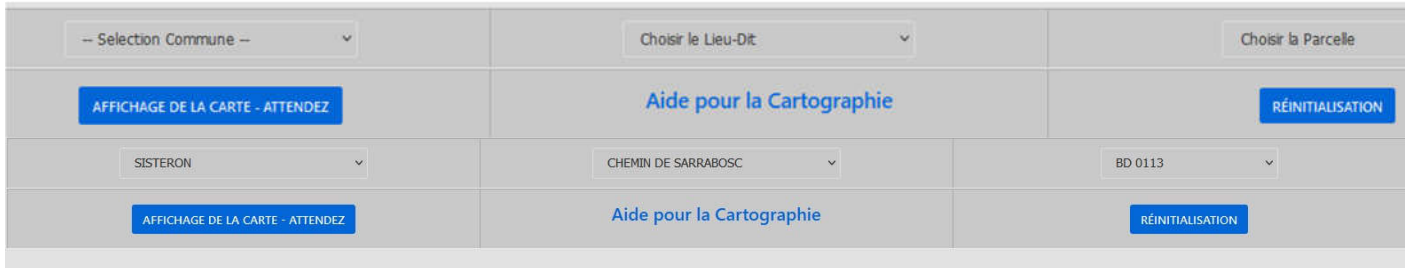 -- Selection Commune -- Choisir le Lieu-Dit Choisir la Parcelle
AFFICHAGE DE LA CARTE - ATTENDEZ Aide pour la Cartographie RÉINITIALISATION
SISTERON CHEMIN DE SARRABOSC BD 0113
AFFICHAGE DE LA CARTE - ATTENDEZ Aide pour la Cartographie RÉINITIALISATION